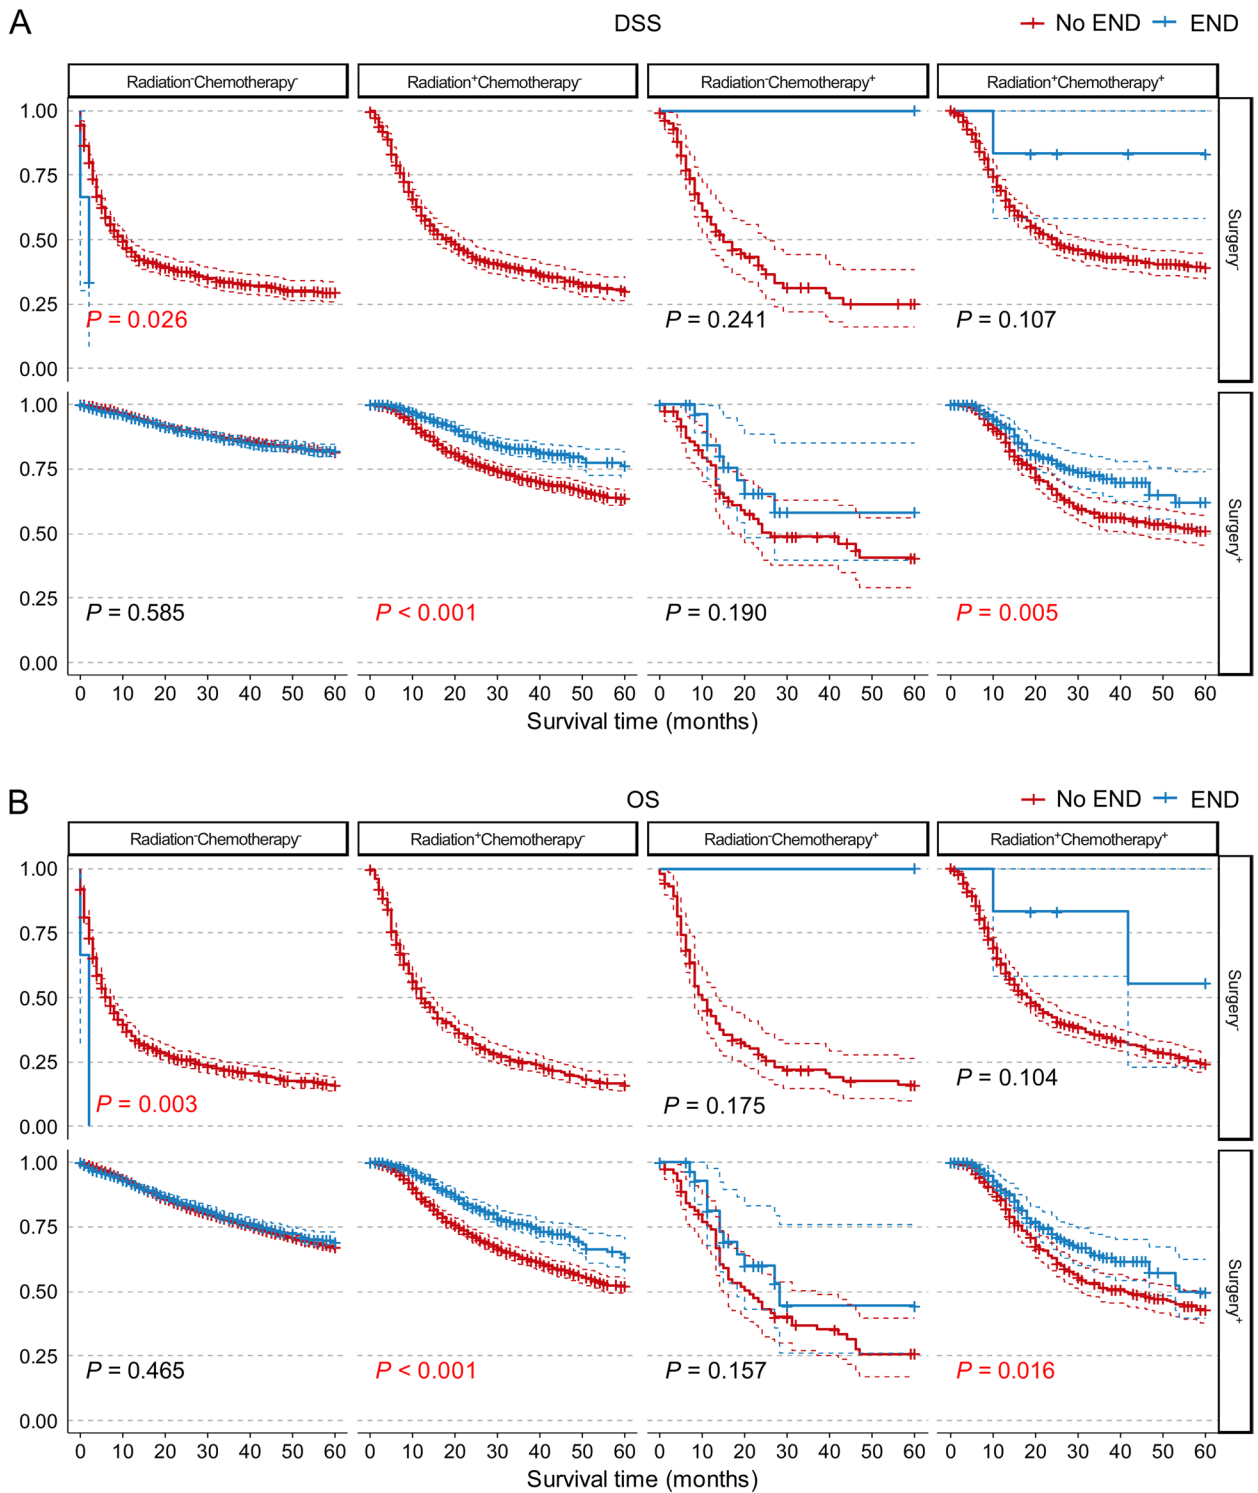 A
DSS
No END END
Radiation⁻Chemotherapy⁻ Radiation⁺Chemotherapy⁻ Radiation⁻Chemotherapy⁺ Radiation⁺Chemotherapy⁺
1.00
0.75
0.50
0.25
0.00
P = 0.026
P = 0.241
P = 0.107
Surgery⁻
1.00
0.75
0.50
0.25
0.00
P = 0.585
P < 0.001
P = 0.190
P = 0.005
Surgery⁺
0 10 20 30 40 50 60 0 10 20 30 40 50 60 0 10 20 30 40 50 60 0 10 20 30 40 50 60
Survival time (months)
B
OS
No END END
Radiation⁻Chemotherapy⁻ Radiation⁺Chemotherapy⁻ Radiation⁻Chemotherapy⁺ Radiation⁺Chemotherapy⁺
1.00
0.75
0.50
0.25
0.00
P = 0.003
P = 0.175
P = 0.104
Surgery⁻
1.00
0.75
0.50
0.25
0.00
P = 0.465
P < 0.001
P = 0.157
P = 0.016
Surgery⁺
0 10 20 30 40 50 60 0 10 20 30 40 50 60 0 10 20 30 40 50 60 0 10 20 30 40 50 60
Survival time (months)